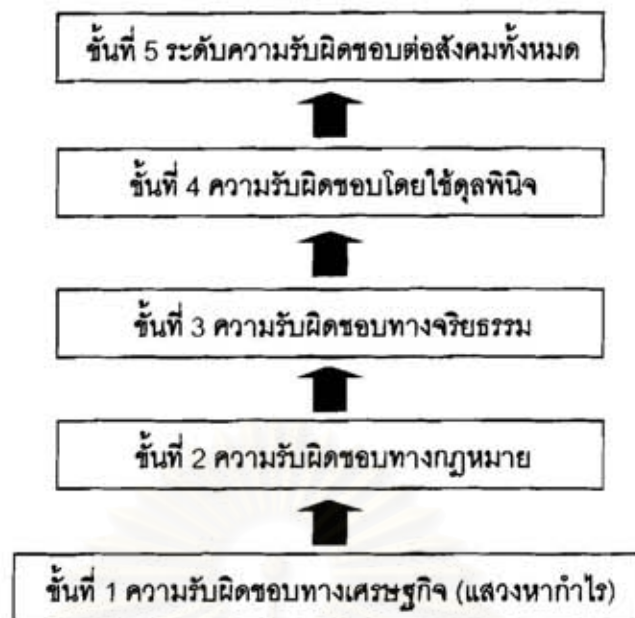 ขั้นที่ 5 ระดับความรับผิดชอบต่อสังคมทั้งหมด
ขั้นที่ 4 ความรับผิดชอบโดยใช้ดุลพินิจ
ขั้นที่ 3 ความรับผิดชอบทางจริยธรรม
ขั้นที่ 2 ความรับผิดชอบทางกฎหมาย
ขั้นที่ 1 ความรับผิดชอบทางเศรษฐกิจ (แสวงหากำไร)